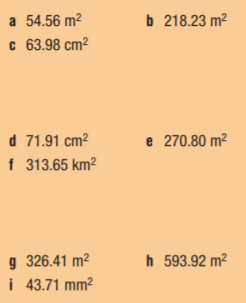 a 54.56 m² b 218.23 m²
c 63.98 cm²
d 71.91 cm² e 270.80 m²
f 313.65 km²
g 326.41 m² h 593.92 m²
i 43.71 mm²